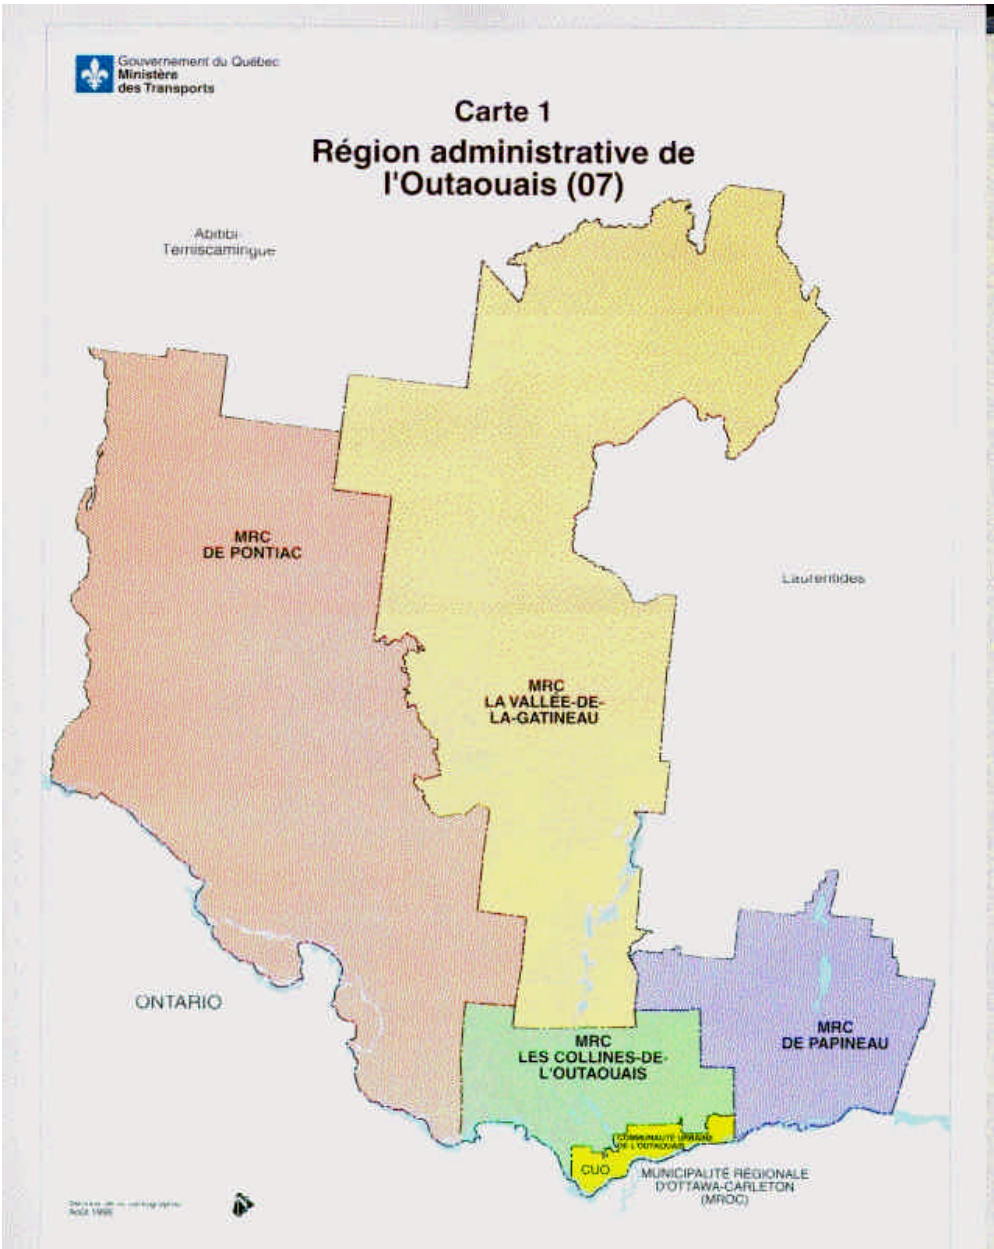 Gouvernement du Québec
Ministère
des Transports
Carte 1
Région administrative de
l'Outaouais (07)
Abitibi-
Temiscamingue
MRC
DE PONTIAC
Laurentides
MRC
LA VALLÉE-DE-
LA-GATINEAU
ONTARIO
MRC
LES COLLINES-DE-
L'OUTAOUAIS
MRC
DE PAPINEAU
COMMUNAUTÉ URBAINE
DE L'OUTAOUAIS
CUO
MUNICIPALITÉ RÉGIONALE
D'OTTAWA-CARLETON
(MROC)
Août